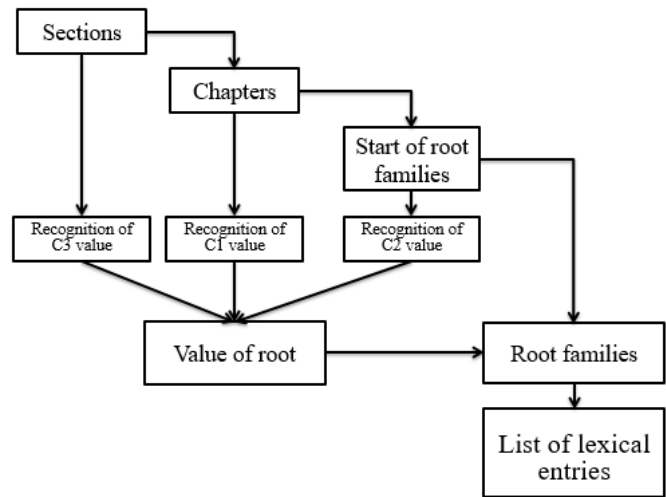 Sections
Chapters
Start of root
families
Recognition of
C3 value
Recognition of
C1 value
Recognition of
C2 value
Value of root
Root families
List of lexical
entries